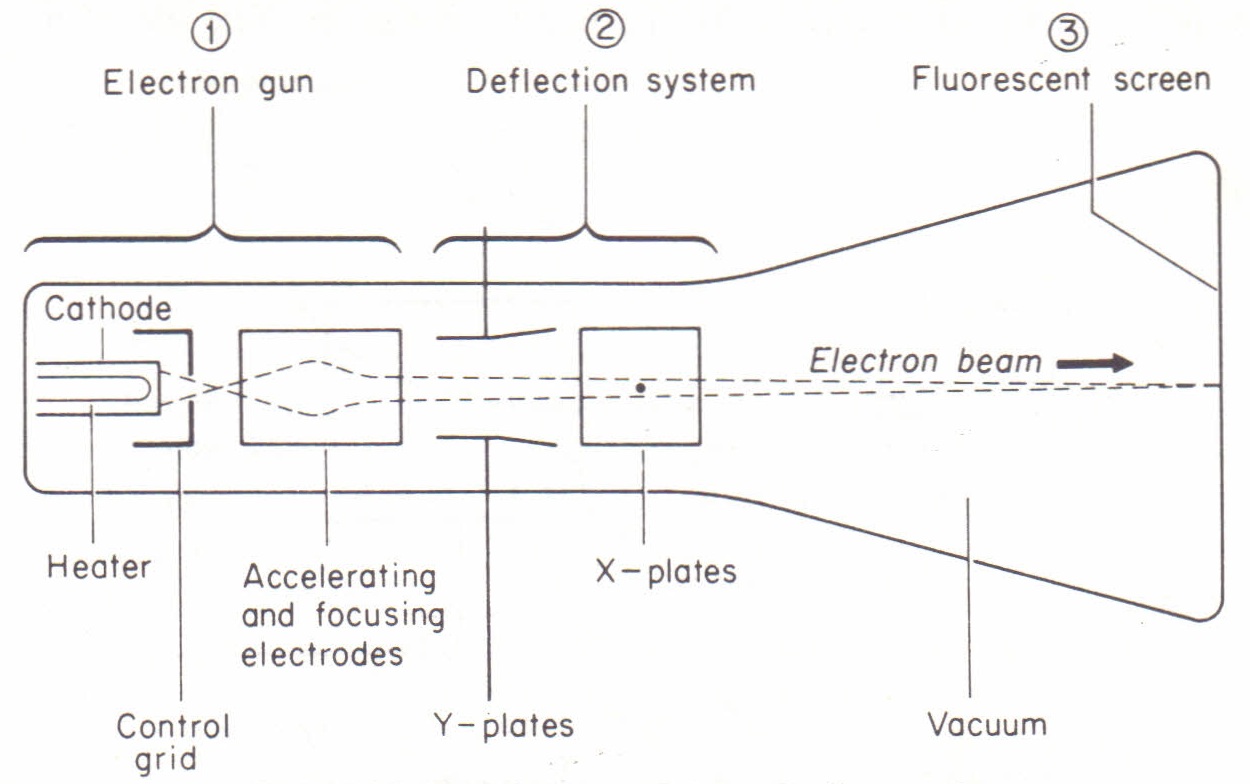 ① ② ③
Electron gun Deflection system Fluorescent screen
Cathode
Electron beam
Heater
Accelerating
and focusing
electrodes
X-plates
Control
grid
Y-plates
Vacuum